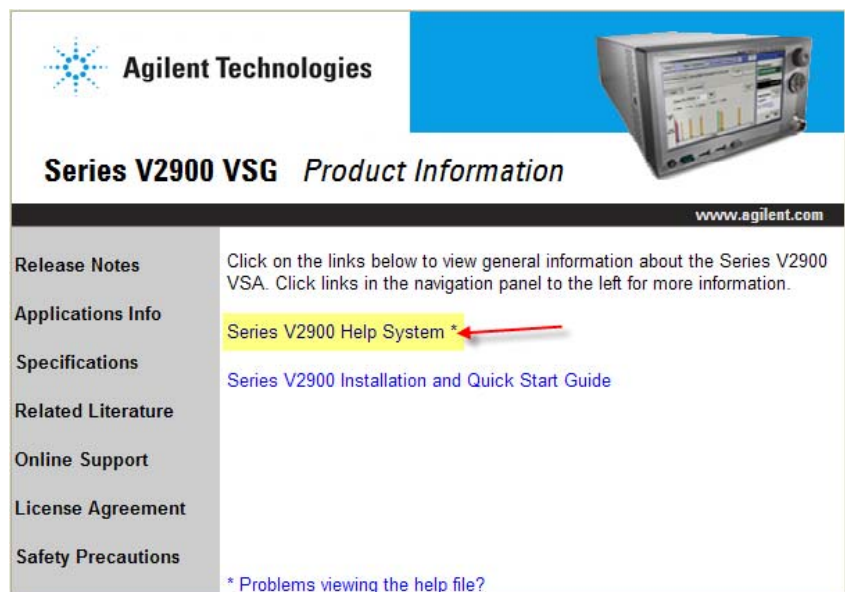 Agilent Technologies
Series V2900 VSG Product Information
www.agilent.com
Release Notes
Applications Info
Specifications
Related Literature
Online Support
License Agreement
Safety Precautions
Click on the links below to view general information about the Series V2900
VSA. Click links in the navigation panel to the left for more information.
Series V2900 Help System *
Series V2900 Installation and Quick Start Guide
* Problems viewing the help file?